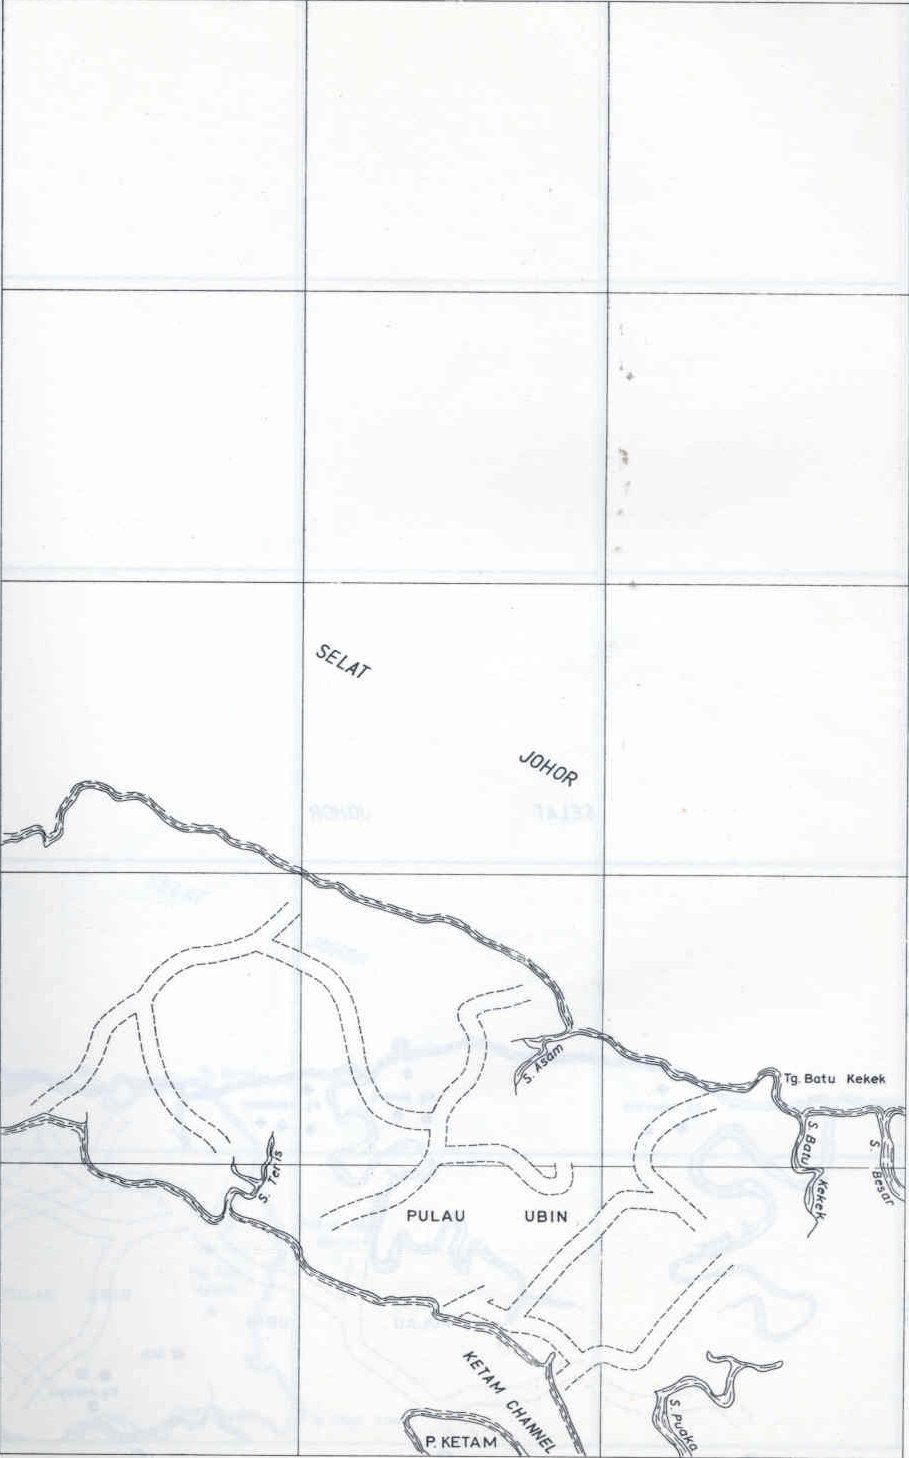 SELAT
JOHOR
S. Asam
Tg. Batu Kekek
S. Batu Kekek
S. Besar
S. Teris
PULAU UBIN
KETAM CHANNEL
P. KETAM
S. Puaka